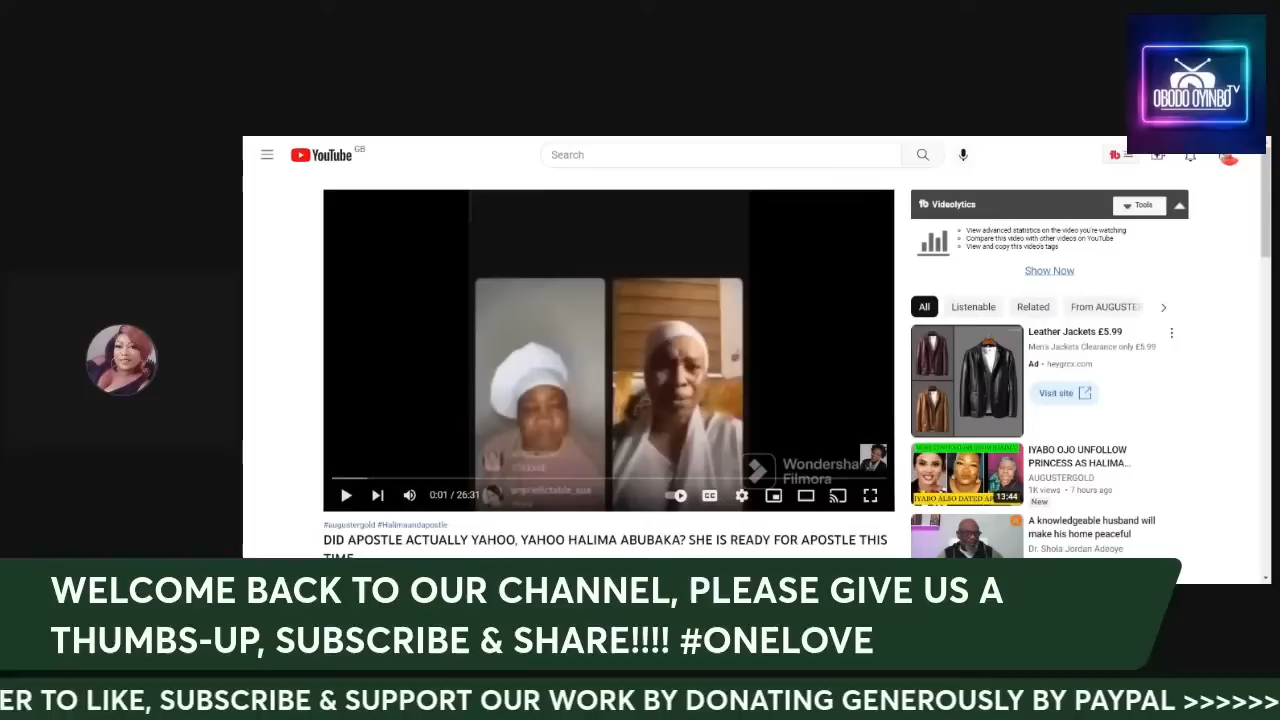 OBODO OYINBO TV
YouTube GB
Search
Videolytics
Tools
View advanced statistics on the video you're watching
Compare this video with other videos on YouTube
View and copy this video's tags
Show Now
All Listenable Related From AUGUSTER
Leather Jackets £5.99
Men's Jackets Clearance only £5.99
Ad • heygrex.com
Visit site
IYABO OJO UNFOLLOW
PRINCESS AS HALIMA...
AUGUSTERGOLD
1K views • 7 hours ago
New
13:44
A knowledgeable husband will
make his home peaceful
Dr. Shola Jordan Adeoye
Wondersha
Filmora
0:01 / 26:31
#augustergold #Halimaandapostle
DID APOSTLE ACTUALLY YAHOO, YAHOO HALIMA ABUBAKA? SHE IS READY FOR APOSTLE THIS
TIME
WELCOME BACK TO OUR CHANNEL, PLEASE GIVE US A
THUMBS-UP, SUBSCRIBE & SHARE!!!! #ONELOVE
ER TO LIKE, SUBSCRIBE & SUPPORT OUR WORK BY DONATING GENEROUSLY BY PAYPAL >>>>>>